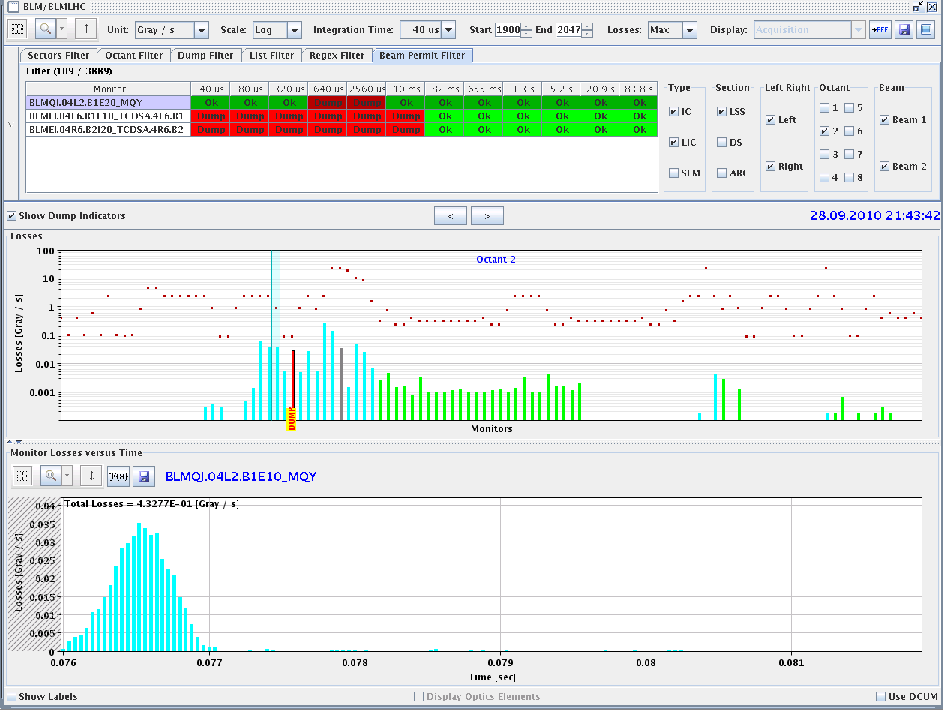 BLM/BLMLHC
Unit: Gray / s Scale: Log Integration Time: 40 us Start 1900 End 2047 Losses: Max Display: Acquisition
Sectors Filter Octant Filter Dump Filter List Filter Regex Filter Beam Permit Filter
Filter (109 / 3889)
Monitor 40 us 80 us 320 us 640 us 2560 us 10 ms 82 ms 655 ms 1.3 s 5.2 s 20.9 s 83.8 s
BLMQI.04L2.B1E20_MQY Ok Ok Ok Dump Dump Ok Ok Ok Ok Ok Ok Ok
Dump Dump Dump Dump Dump Dump Ok Ok Ok Ok Ok Ok
BLMEI.04R6.B2I20_TCDSA.4R6.B2 Dump Dump Dump Dump Dump Dump Ok Ok Ok Ok Ok Ok
Type Section Left Right Octant Beam
IC LSS Left 1 5 Beam 1
LIC DS 2 6
SEM ARC Right 3 7 Beam 2
4 8
Show Dump Indicators < > 28.09.2010 21:43:42
Losses
Octant 2
100
10
1
0.1
0.01
0.001
Losses [Gray / s]
DUMP
Monitors
Monitor Losses versus Time
BLMQI.04L2.B1E10_MQY
Total Losses = 4.3277E-01 [Gray / s]
0.04
0.035
0.03
0.025
0.02
0.015
0.01
0.005
0
Losses [Gray / s]
0.076 0.077 0.078 0.079 0.08 0.081
Time [sec]
Show Labels Display Optics Elements Use DCUM